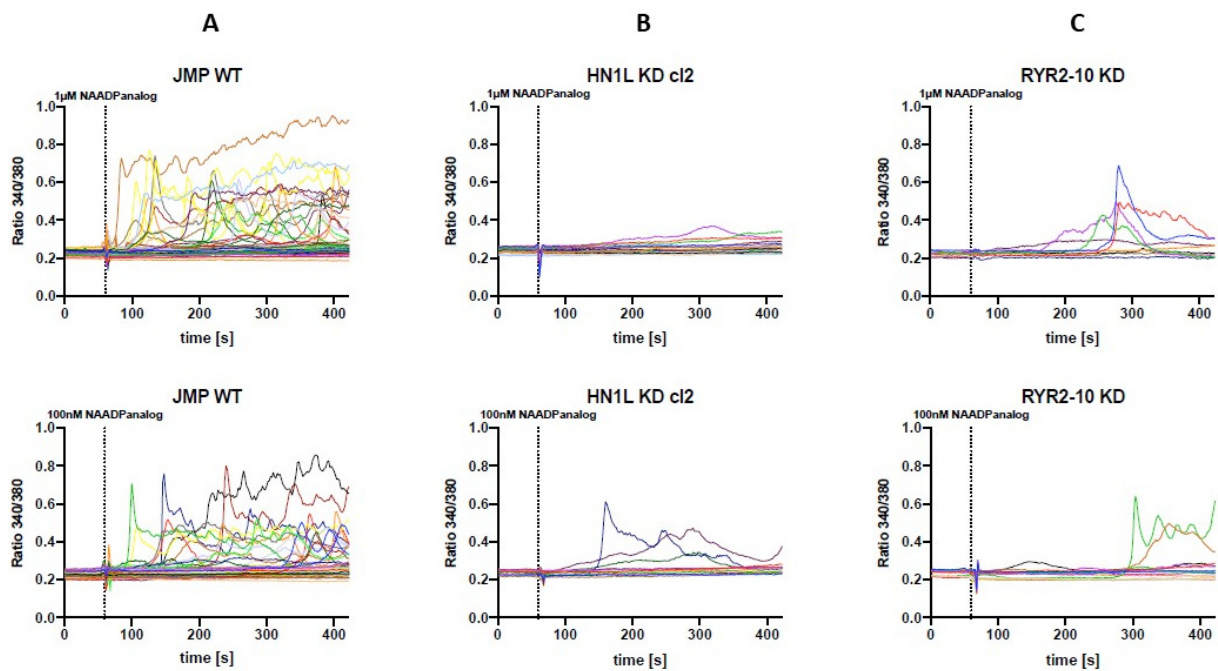 A
B
C
JMP WT
1µM NAADPanalog
1.0
0.8
0.6
0.4
0.2
0.0
Ratio 340/380
0 100 200 300 400
time [s]
HN1L KD cl2
1µM NAADPanalog
1.0
0.8
0.6
0.4
0.2
0.0
Ratio 340/380
0 100 200 300 400
time [s]
RYR2-10 KD
1µM NAADPanalog
1.0
0.8
0.6
0.4
0.2
0.0
Ratio 340/380
0 100 200 300 400
time [s]
JMP WT
100nM NAADPanalog
1.0
0.8
0.6
0.4
0.2
0.0
Ratio 340/380
0 100 200 300 400
time [s]
HN1L KD cl2
100nM NAADPanalog
1.0
0.8
0.6
0.4
0.2
0.0
Ratio 340/380
0 100 200 300 400
time [s]
RYR2-10 KD
100nM NAADPanalog
1.0
0.8
0.6
0.4
0.2
0.0
Ratio 340/380
0 100 200 300 400
time [s]